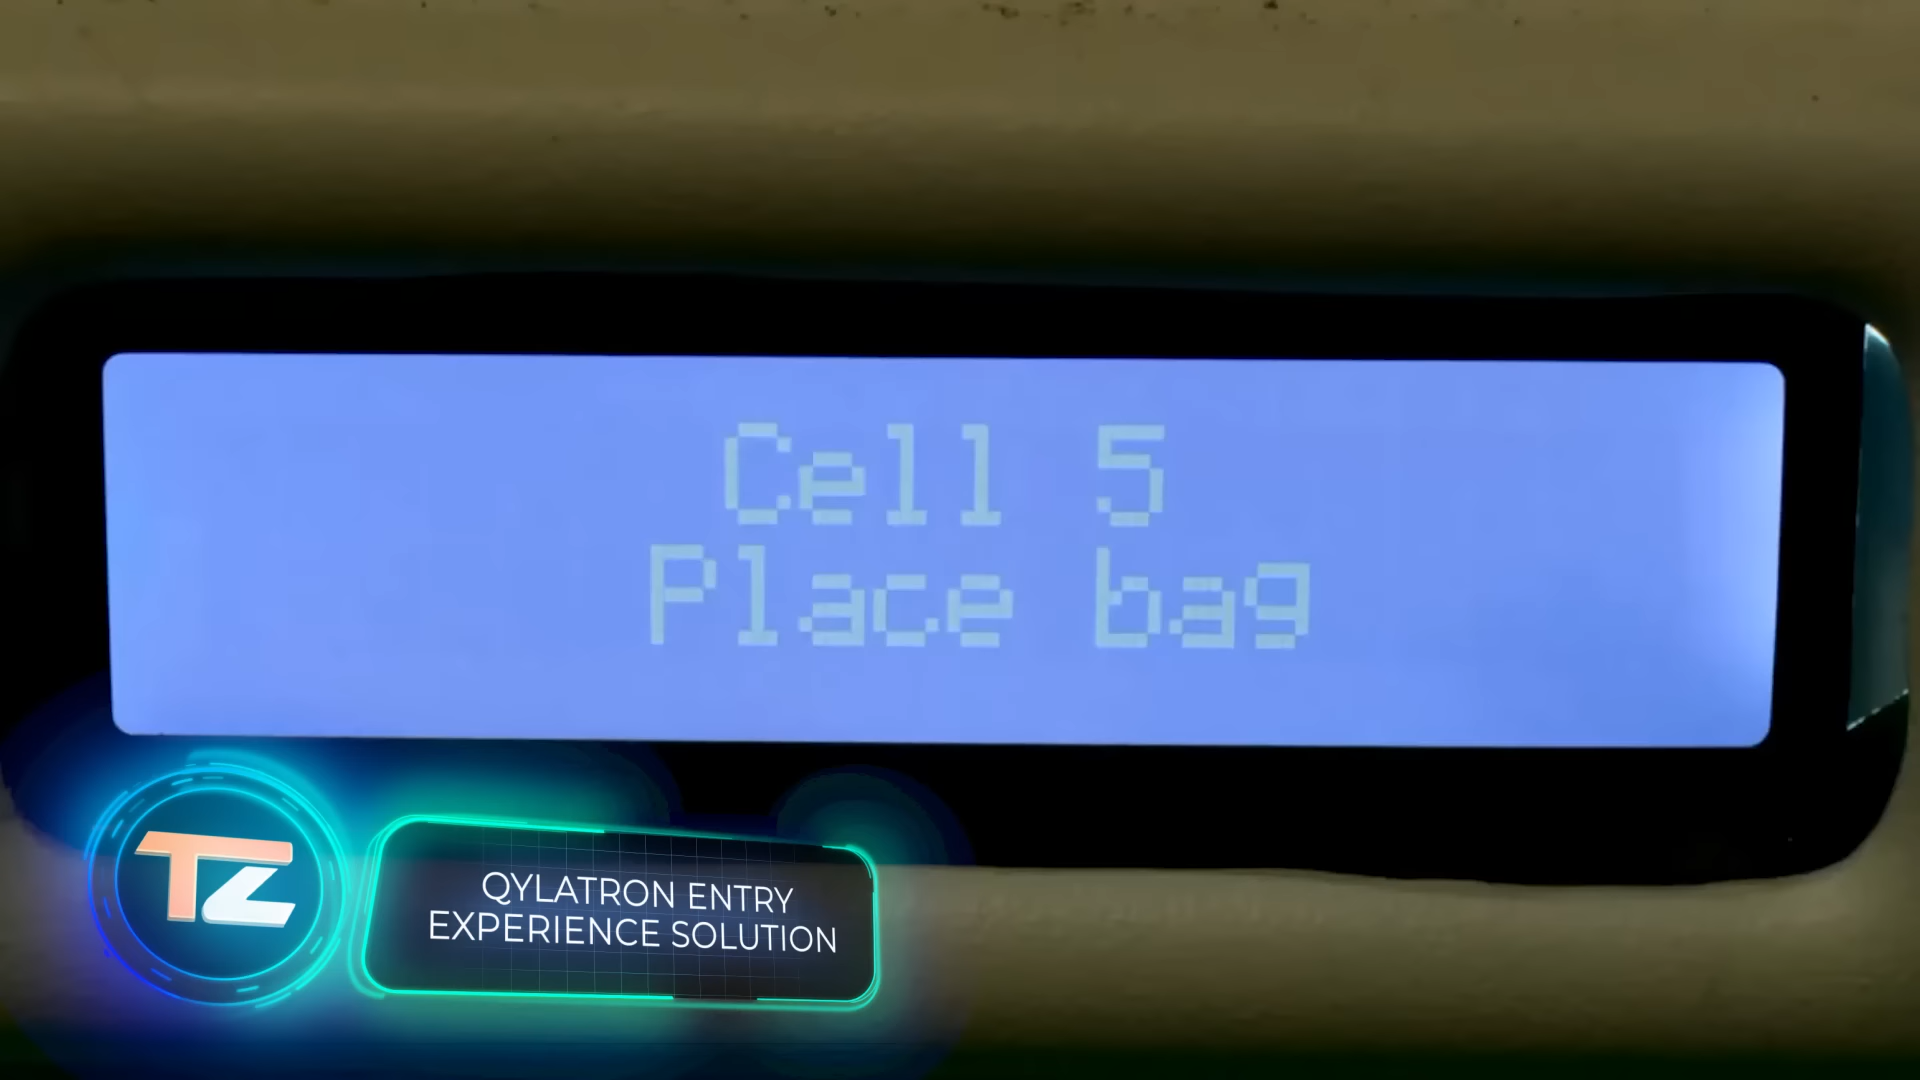 Cell 5
Place bag
TZ
QYLATRON ENTRY
EXPERIENCE SOLUTION